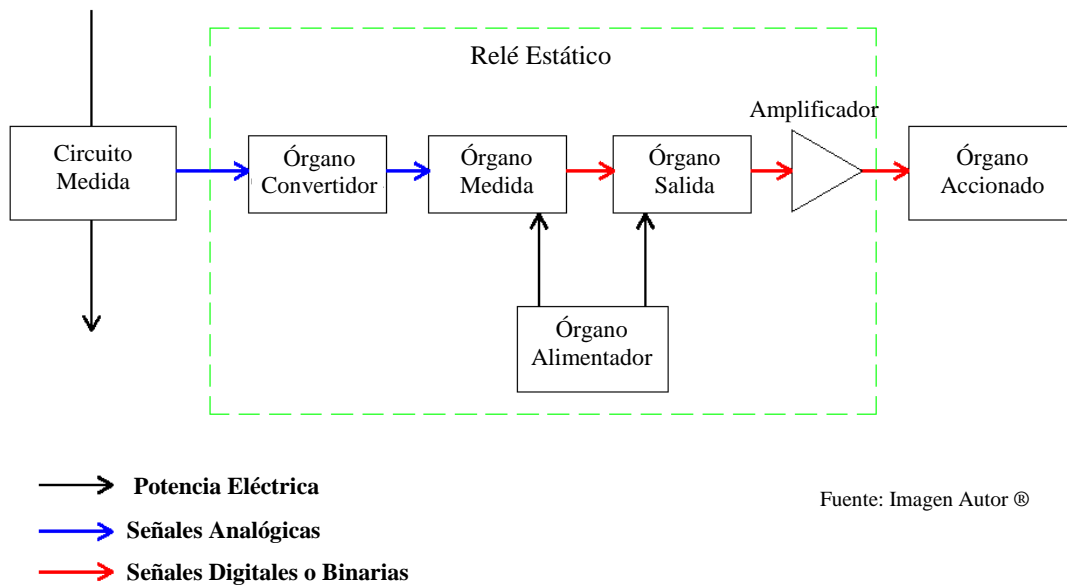 Relé Estático
Amplificador
Circuito
Medida
Órgano
Convertidor
Órgano
Medida
Órgano
Salida
Órgano
Accionado
Órgano
Alimentador
Potencia Eléctrica
Fuente: Imagen Autor ®
Señales Analógicas
Señales Digitales o Binarias